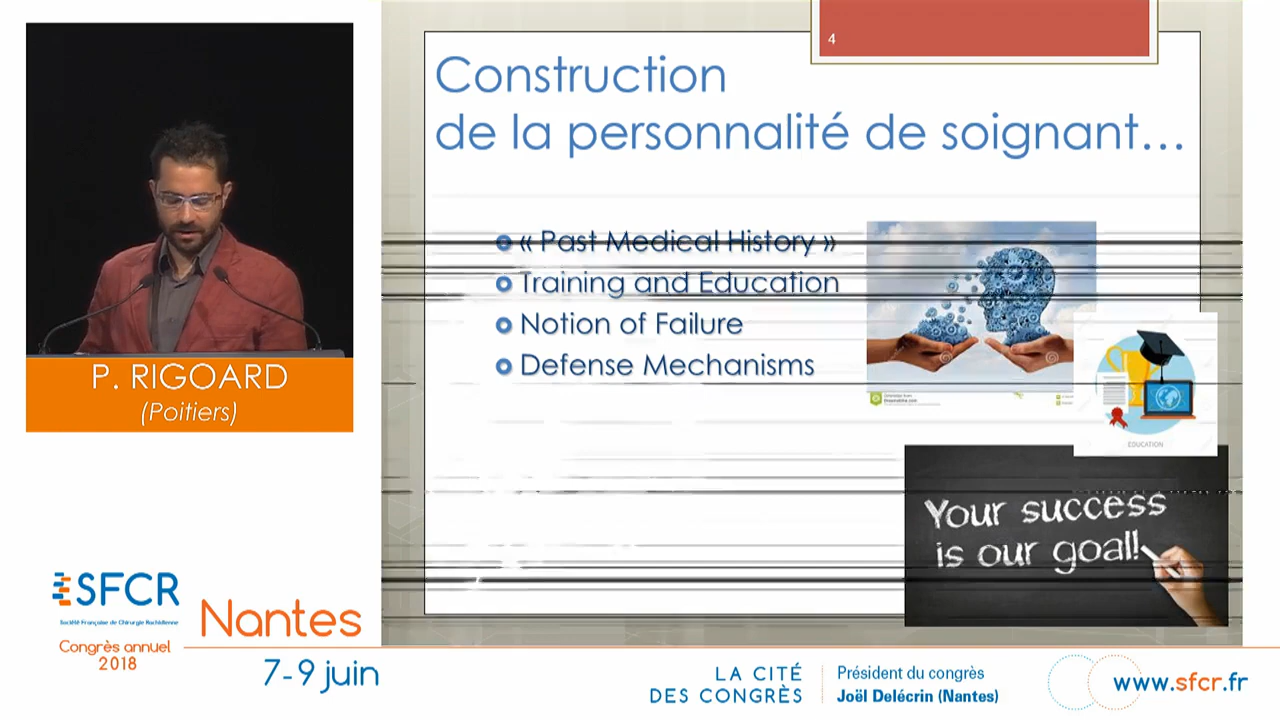 4
Construction
de la personnalité de soignant...
« Past Medical History »
Training and Education
Notion of Failure
Defense Mechanisms
EDUCATION
Your success
is our goal!
P. RIGOARD
(Poitiers)
SFCR
Société Française de Chirurgie Rachidienne
Congrès annuel
2018
Nantes
7-9 juin
LA CITÉ
DES CONGRÈS
Président du congrès
Joël Delécrin (Nantes)
www.sfcr.fr